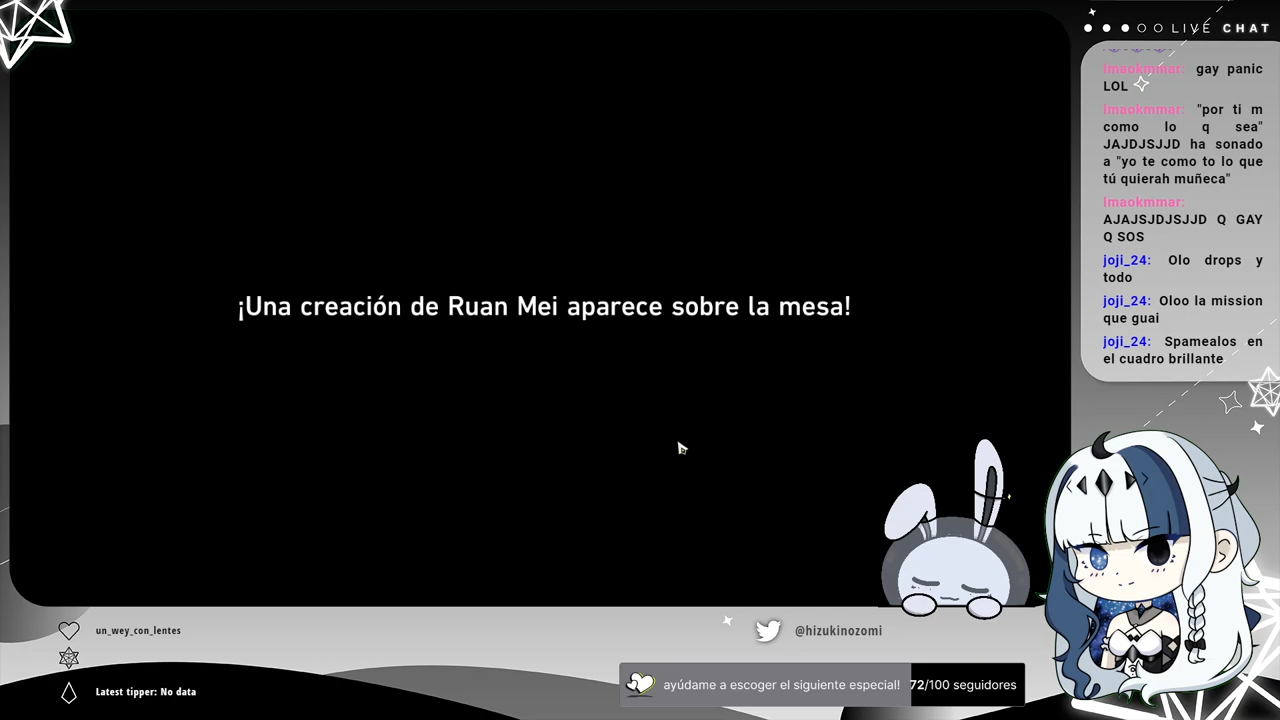 LIVE CHAT
lmaokmmar: gay panic
LOL
lmaokmmar: "por ti m
como lo q sea"
JAJDJSJJD ha sonado
a "yo te como to lo que
tú quierah muñeca"
lmaokmmar:
AJAJSJDJSJJD Q GAY
Q SOS
joji_24: Olo drops y
todo
joji_24: Oloo la mission
que guai
joji_24: Spamealos en
el cuadro brillante
¡Una creación de Ruan Mei aparece sobre la mesa!
un_wey_con_lentes
@hizukinozomi
ayúdame a escoger el siguiente especial! 72/100 seguidores
Latest tipper: No data